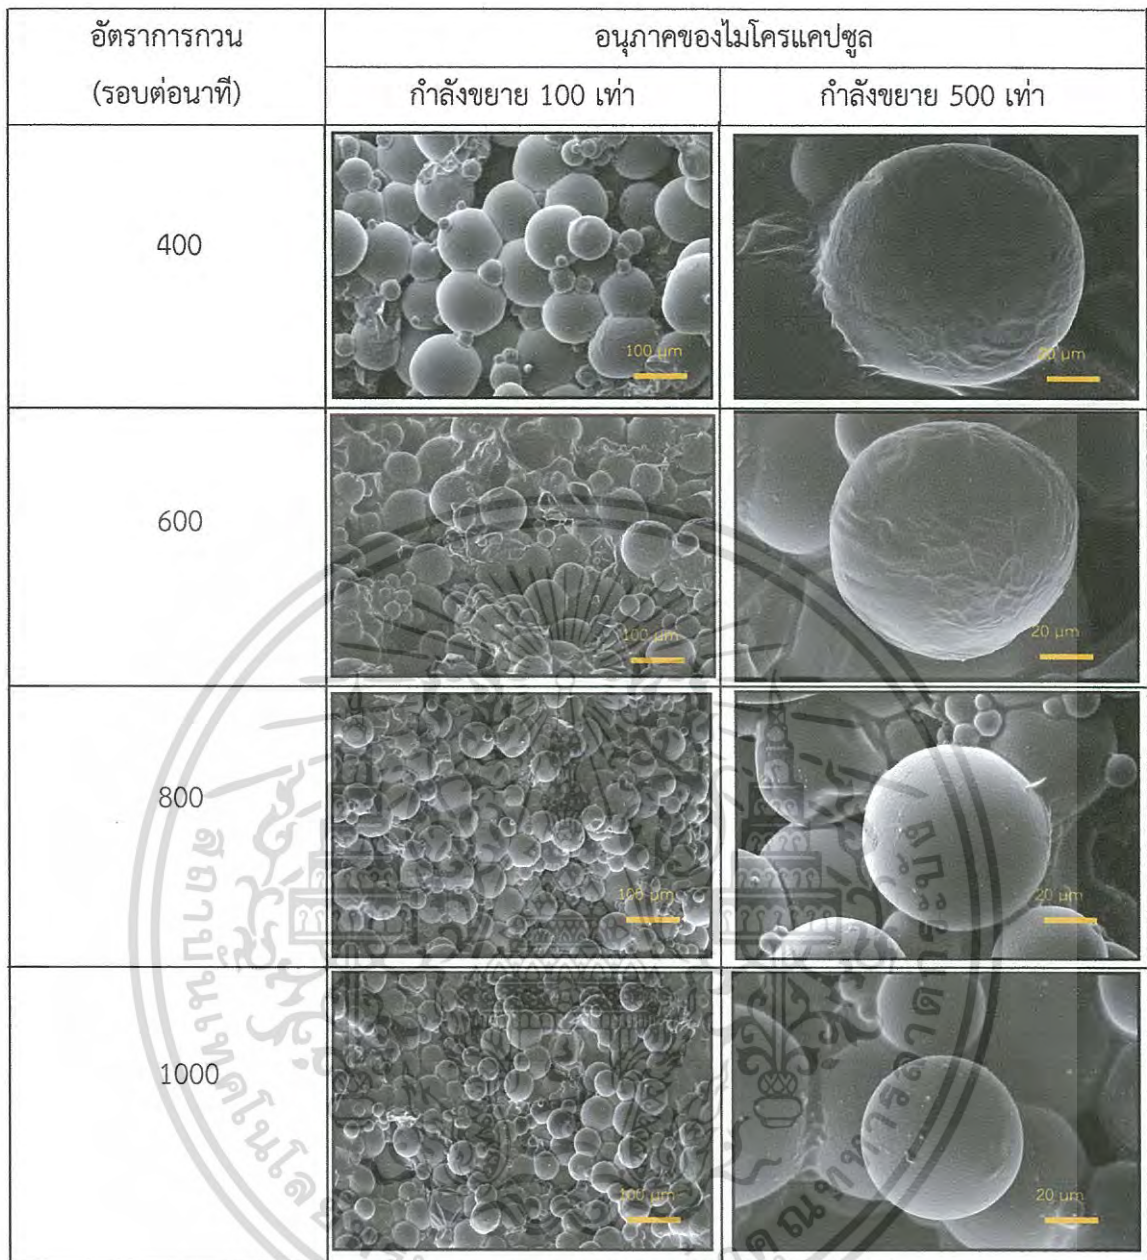 อัตราการกวน
(รอบต่อนาที)
อนุภาคของไมโครแคปซูล
กำลังขยาย 100 เท่า
กำลังขยาย 500 เท่า
400
100 µm
20 µm
600
100 µm
20 µm
800
100 µm
20 µm
1000
100 µm
20 µm